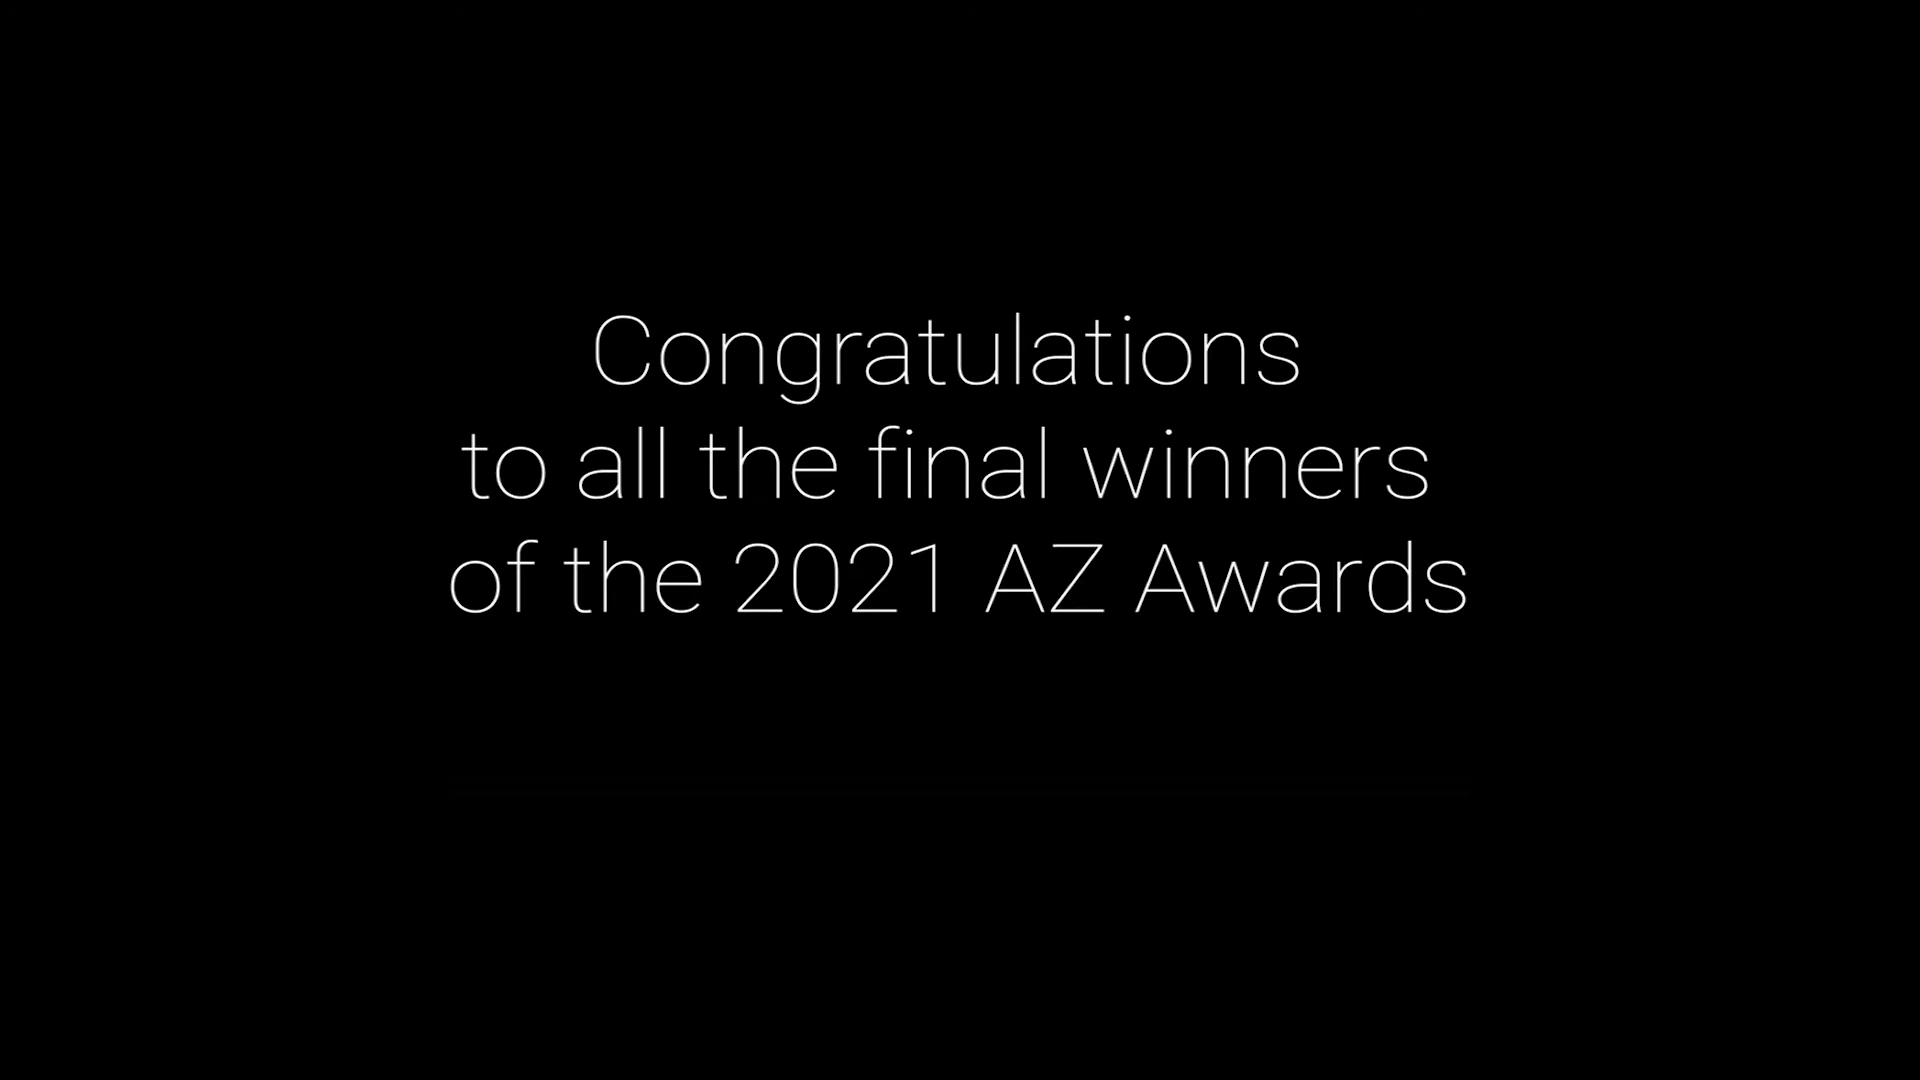 Congratulations
to all the final winners
of the 2021 AZ Awards